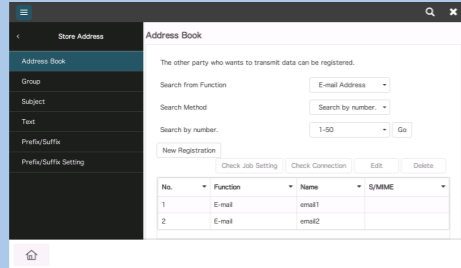 Store Address
Address Book
Group
Subject
Text
Prefix/Suffix
Prefix/Suffix Setting
Address Book
The other party who wants to transmit data can be registered.
Search from Function E-mail Address
Search Method Search by number.
Search by number. 1-50 Go
New Registration
Check Job Setting Check Connection Edit Delete
No. Function Name S/MIME
1 E-mail email1
2 E-mail email2